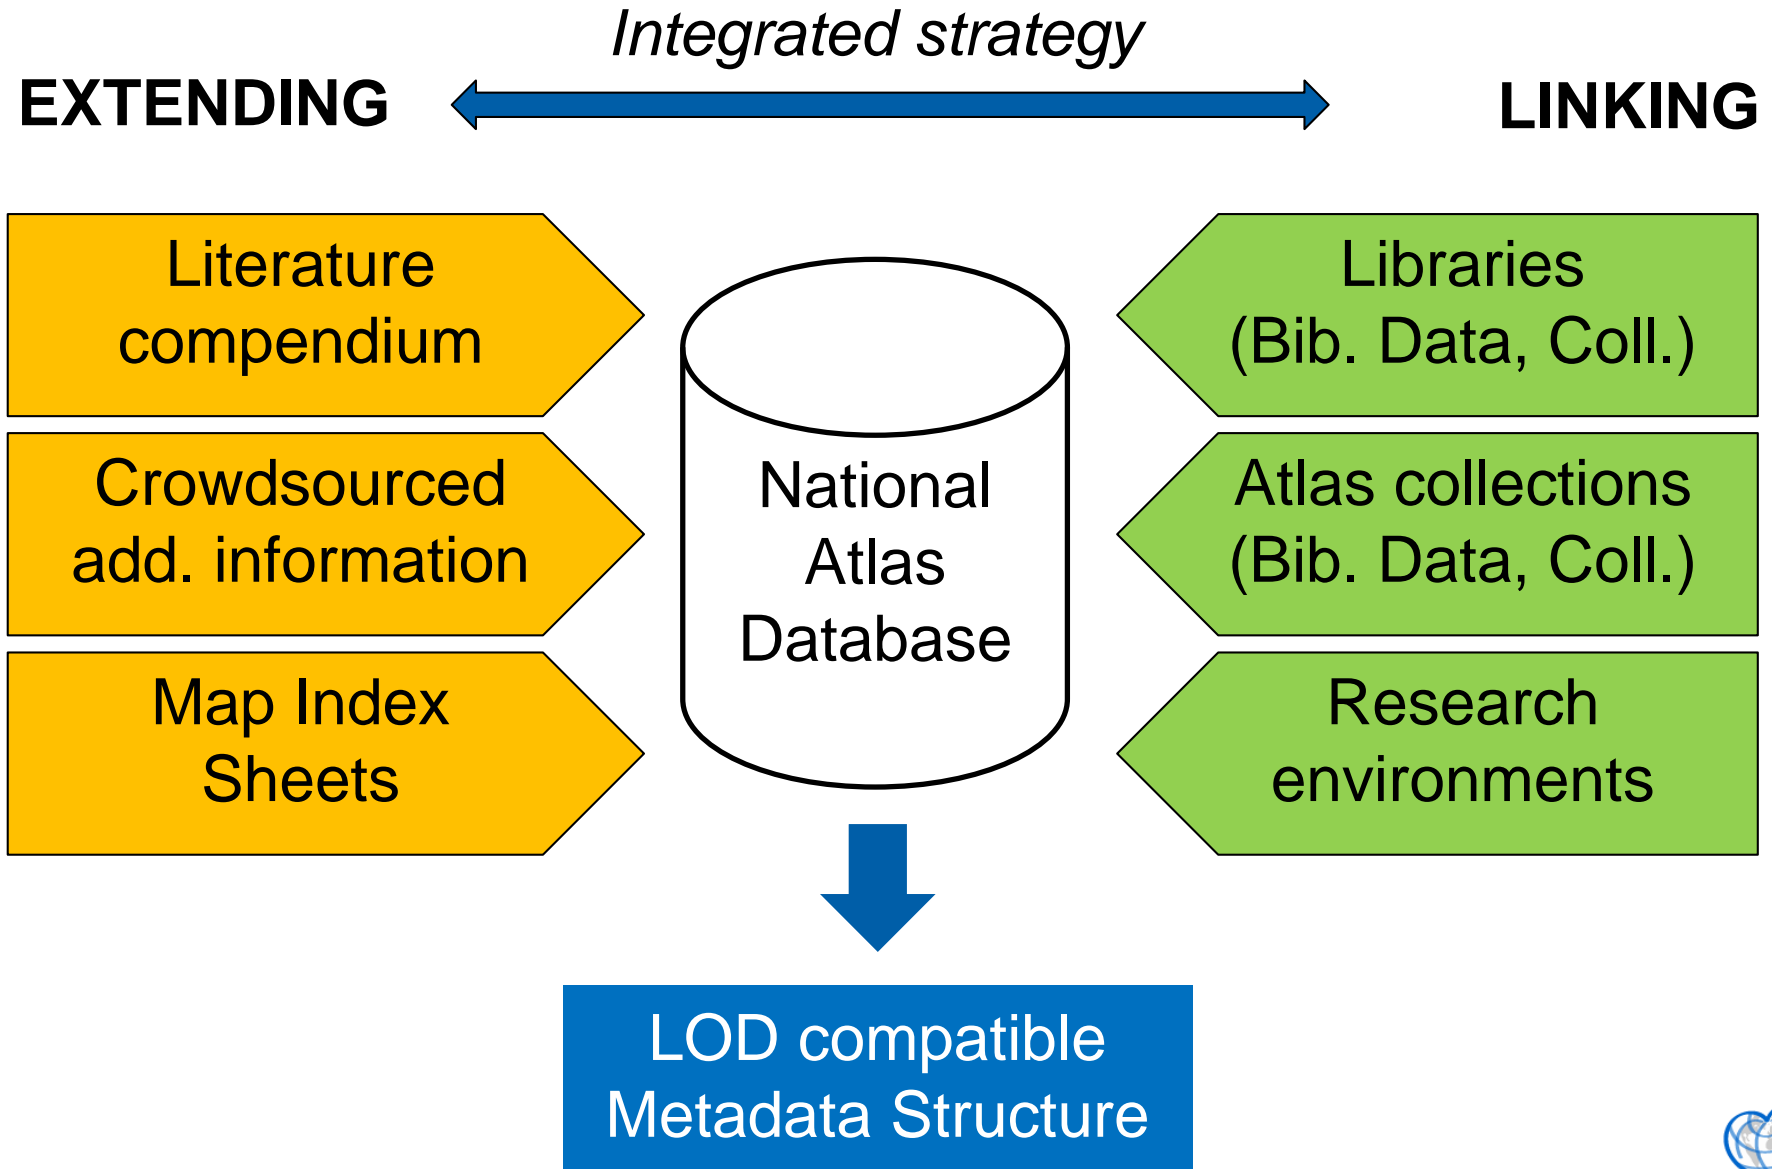 Integrated strategy
EXTENDING
LINKING
Literature
compendium
Crowdsourced
add. information
Map Index
Sheets
National
Atlas
Database
Libraries
(Bib. Data, Coll.)
Atlas collections
(Bib. Data, Coll.)
Research
environments
LOD compatible
Metadata Structure